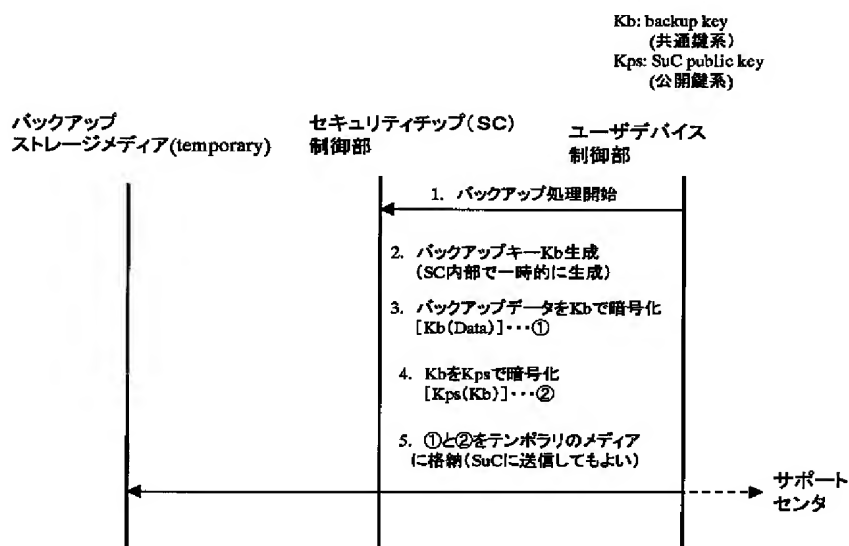 Kb: backup key
(共通鍵系)
Kps: SuC public key
(公開鍵系)
バックアップ
ストレージメディア(temporary)
セキュリティチップ(SC)
制御部
ユーザデバイス
制御部
1. バックアップ処理開始
2. バックアップキーKb生成
(SC内部で一時的に生成)
3. バックアップデータをKbで暗号化
[Kb(Data)]・・・①
4. KbをKpsで暗号化
[Kps(Kb)]・・・②
5. ①と②をテンポラリのメディア
に格納(SuCに送信してもよい)
サポート
センタ